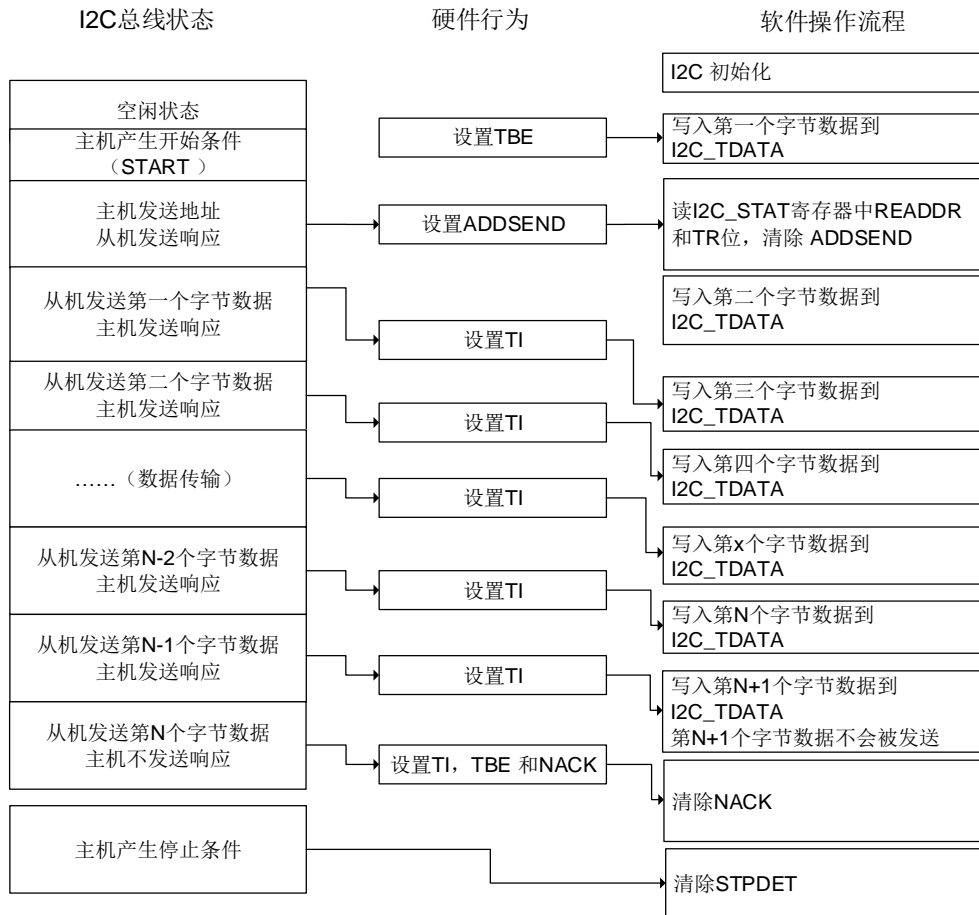 I2C总线状态
硬件行为
软件操作流程
I2C 初始化
空闲状态
主机产生开始条件
（START ）
设置TBE
写入第一个字节数据到
I2C_TDATA
主机发送地址
从机发送响应
设置ADDSEND
读I2C_STAT寄存器中READDR
和TR位，清除 ADDSEND
从机发送第一个字节数据
主机发送响应
写入第二个字节数据到
I2C_TDATA
设置TI
从机发送第二个字节数据
主机发送响应
写入第三个字节数据到
I2C_TDATA
设置TI
写入第四个字节数据到
I2C_TDATA
……（数据传输）
设置TI
写入第x个字节数据到
I2C_TDATA
从机发送第N-2个字节数据
主机发送响应
设置TI
写入第N个字节数据到
I2C_TDATA
从机发送第N-1个字节数据
主机发送响应
设置TI
写入第N+1个字节数据到
I2C_TDATA
第N+1个字节数据不会被发送
从机发送第N个字节数据
主机不发送响应
设置TI，TBE 和NACK
清除NACK
主机产生停止条件
清除STPDET